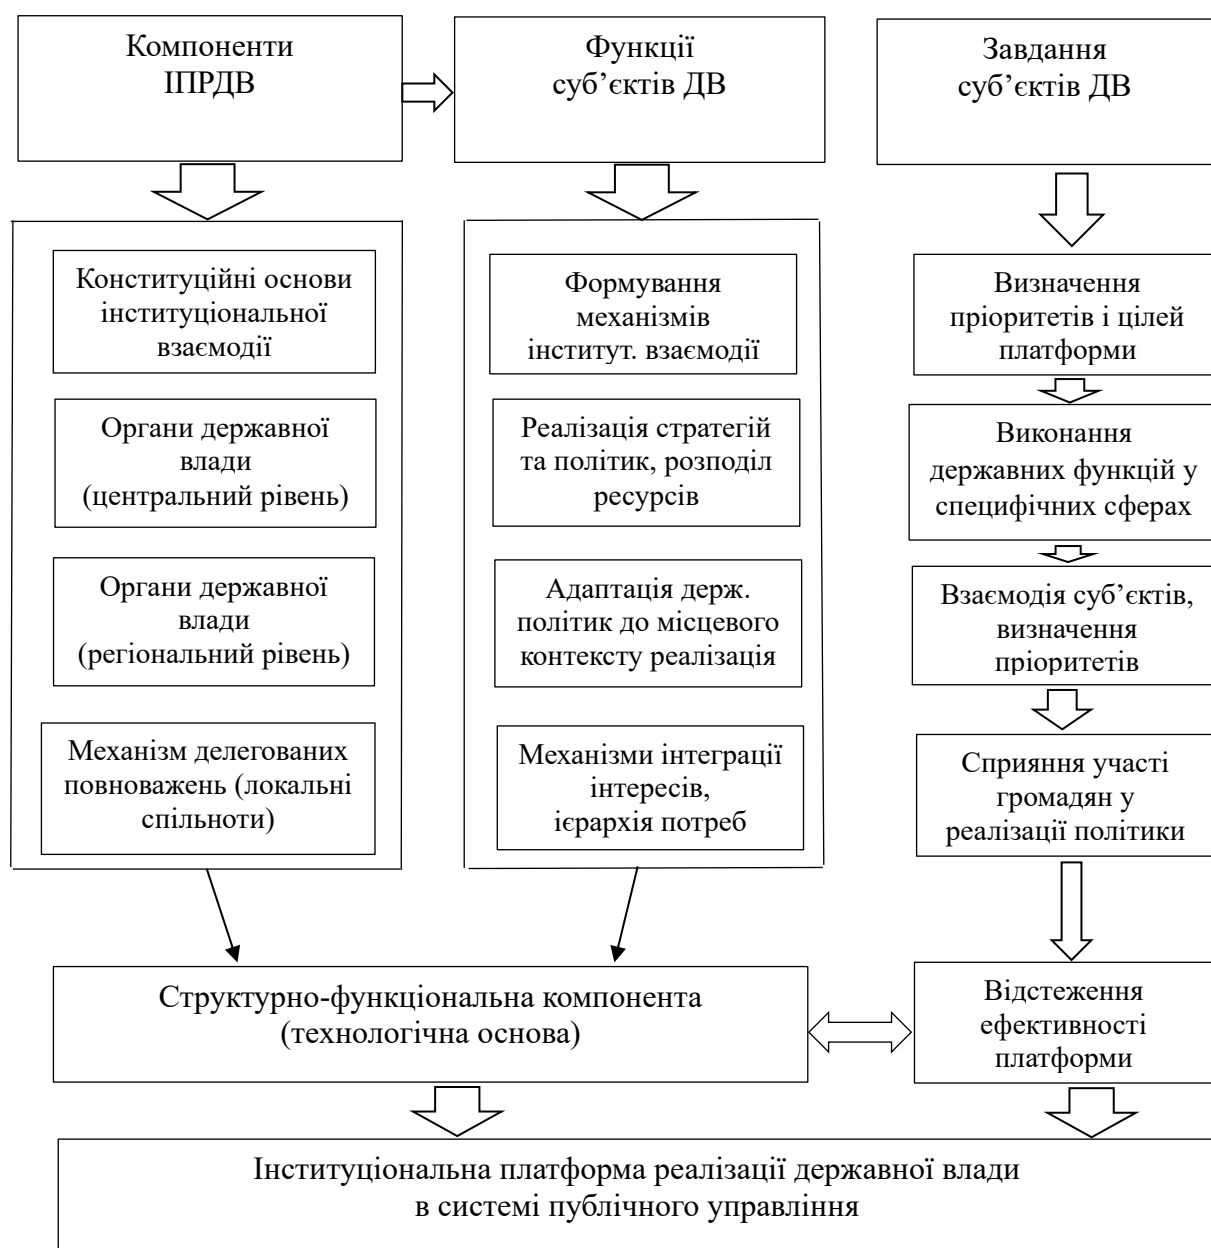 Компоненти
ІПРДВ
Функції
суб’єктів ДВ
Завдання
суб’єктів ДВ
Конституційні основи
інституціональної
взаємодії
Органи державної
влади
(центральний рівень)
Органи державної
влади
(регіональний рівень)
Механізм делегованих
повноважень (локальні
спільноти)
Формування
механізмів
інститут. взаємодії
Реалізація стратегій
та політик, розподіл
ресурсів
Адаптація держ.
політик до місцевого
контексту реалізація
Механізми інтеграції
інтересів,
ієрархія потреб
Визначення
пріоритетів і цілей
платформи
Виконання
державних функцій у
специфічних сферах
Взаємодія суб’єктів,
визначення
пріоритетів
Сприяння участі
громадян у
реалізації політики
Структурно-функціональна компонента
(технологічна основа)
Відстеження
ефективності
платформи
Інституціональна платформа реалізації державної влади
в системі публічного управління